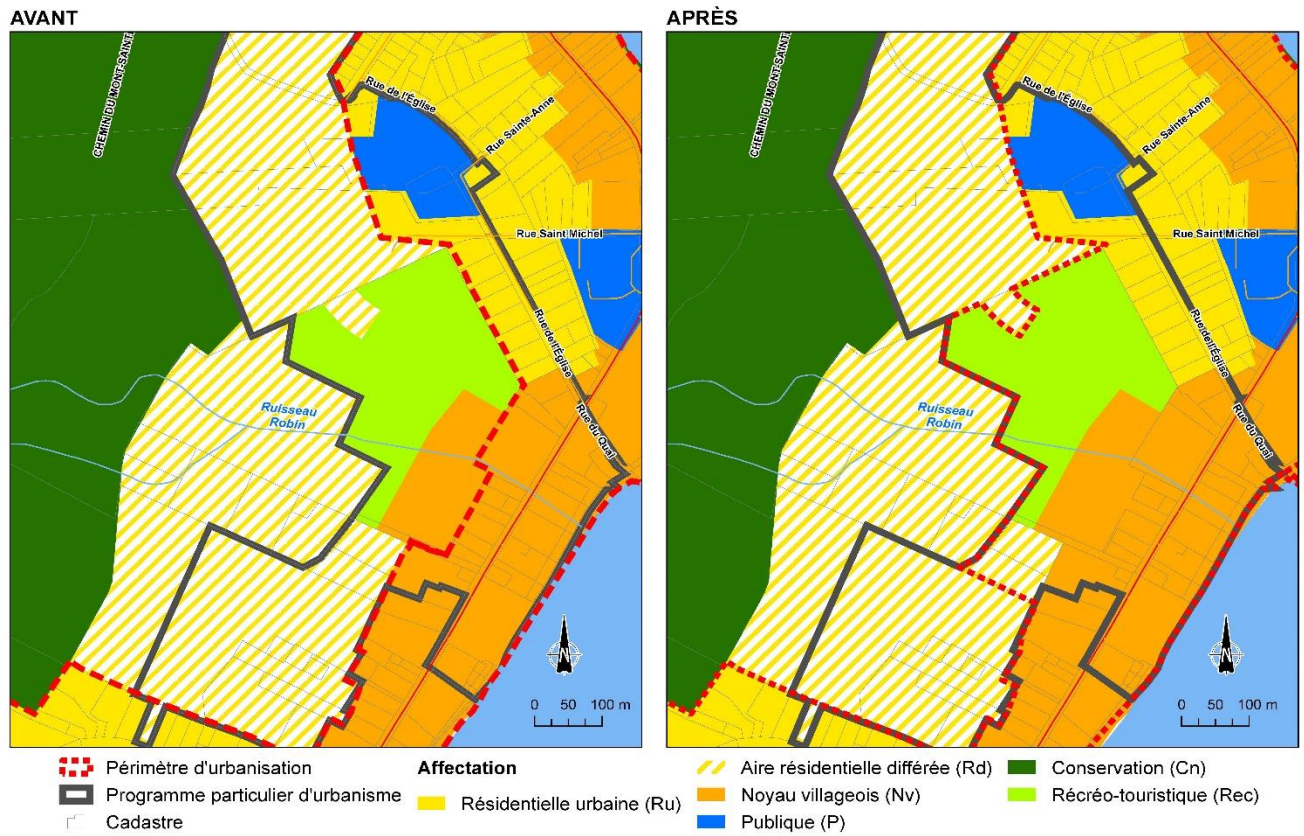 AVANT
CHEMIN DU MONT-SAINT
Rue de l'Église
Rue Sainte-Anne
Rue Saint Michel
Rue de l'Église
Rue du Quai
Ruisseau
Robin
N
0 50 100 m
APRÈS
CHEMIN DU MONT-SAINT
Rue de l'Église
Rue Sainte-Anne
Rue Saint Michel
Rue de l'Église
Rue du Quai
Ruisseau
Robin
N
0 50 100 m
Périmètre d'urbanisation
Programme particulier d'urbanisme
Cadastre
Affectation
Résidentielle urbaine (Ru)
Aire résidentielle différée (Rd)
Noyau villageois (Nv)
Publique (P)
Conservation (Cn)
Récréo-touristique (Rec)